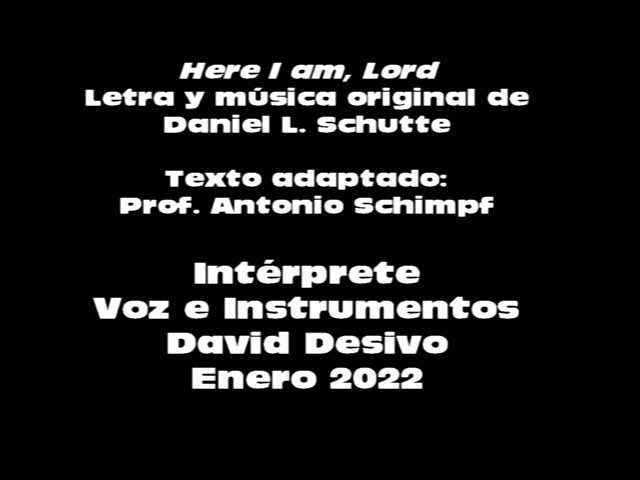 Here I am, Lord
Letra y música original de
Daniel L. Schutte
Texto adaptado:
Prof. Antonio Schimpf
Intérprete
Voz e Instrumentos
David Desivo
Enero 2022